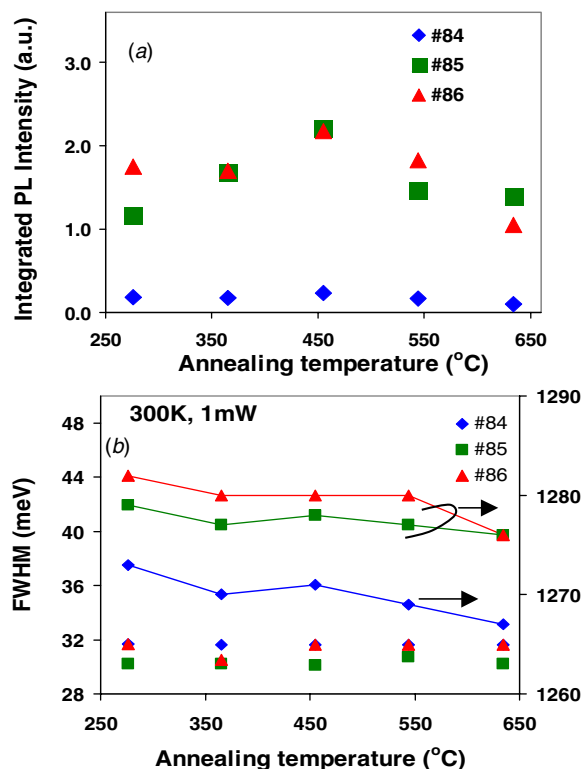 (a)
#84
#85
#86
Integrated PL Intensity (a.u.)
3.0
2.0
1.0
0.0
250 350 450 550 650
Annealing temperature (°C)
300K, 1mW
(b)
#84
#85
#86
FWHM (meV)
48
44
40
36
32
28
1290
1280
1270
1260
250 350 450 550 650
Annealing temperature (°C)